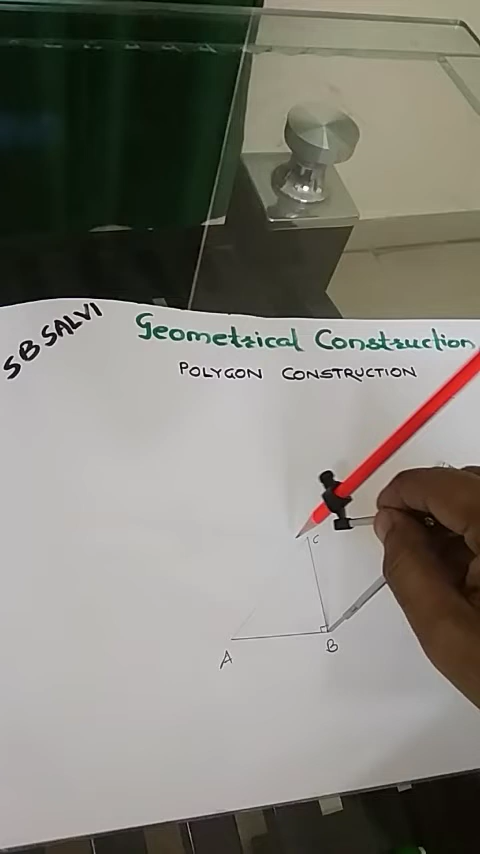 SB SALVI
Geometrical Construction
POLYGON CONSTRUCTION
C
A
B